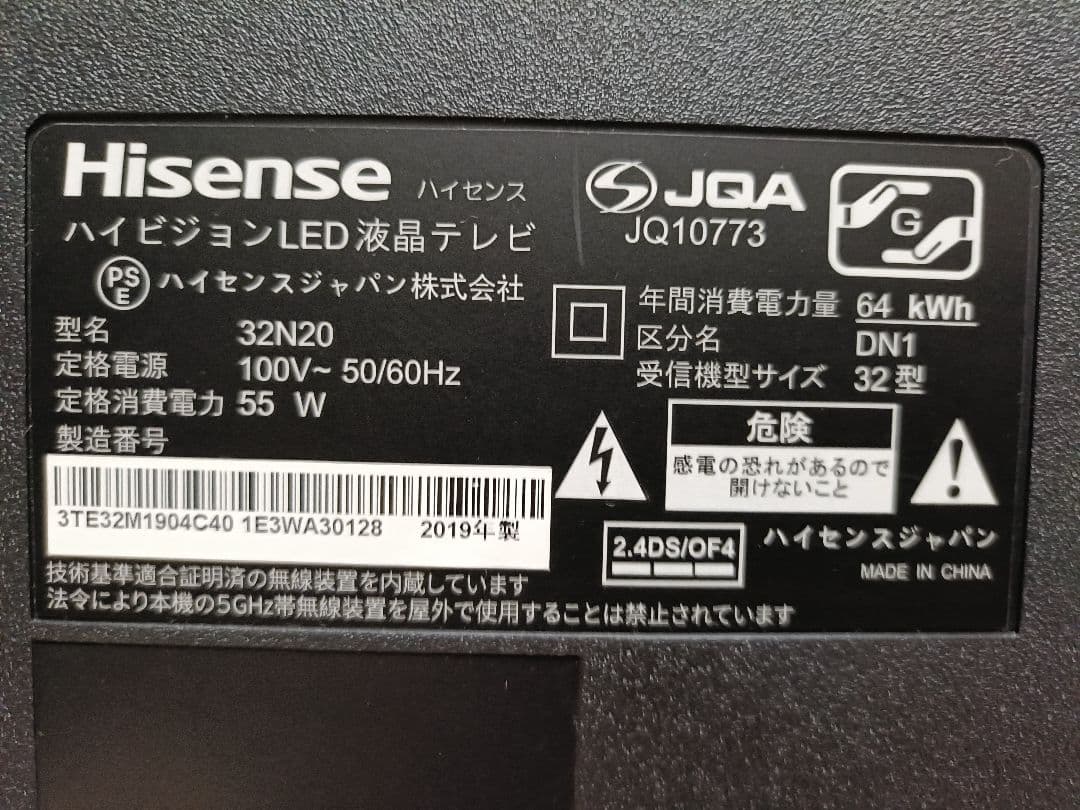 Hisense ハイセンス
ハイビジョンLED液晶テレビ
PS
E
ハイセンスジャパン株式会社
型名 32N20
定格電源 100V~ 50/60Hz
定格消費電力 55 W
製造番号
3TE32M1904C40 1E3WA30128 2019年製
JQA
JQ10773
G
年間消費電力量 64 kWh
区分名 DN1
受信機型サイズ 32型
危険
感電の恐れがあるので
開けないこと
!
2.4DS/OF4
ハイセンスジャパン
MADE IN CHINA
技術基準適合証明済の無線装置を内蔵しています
法令により本機の5GHz帯無線装置を屋外で使用することは禁止されています